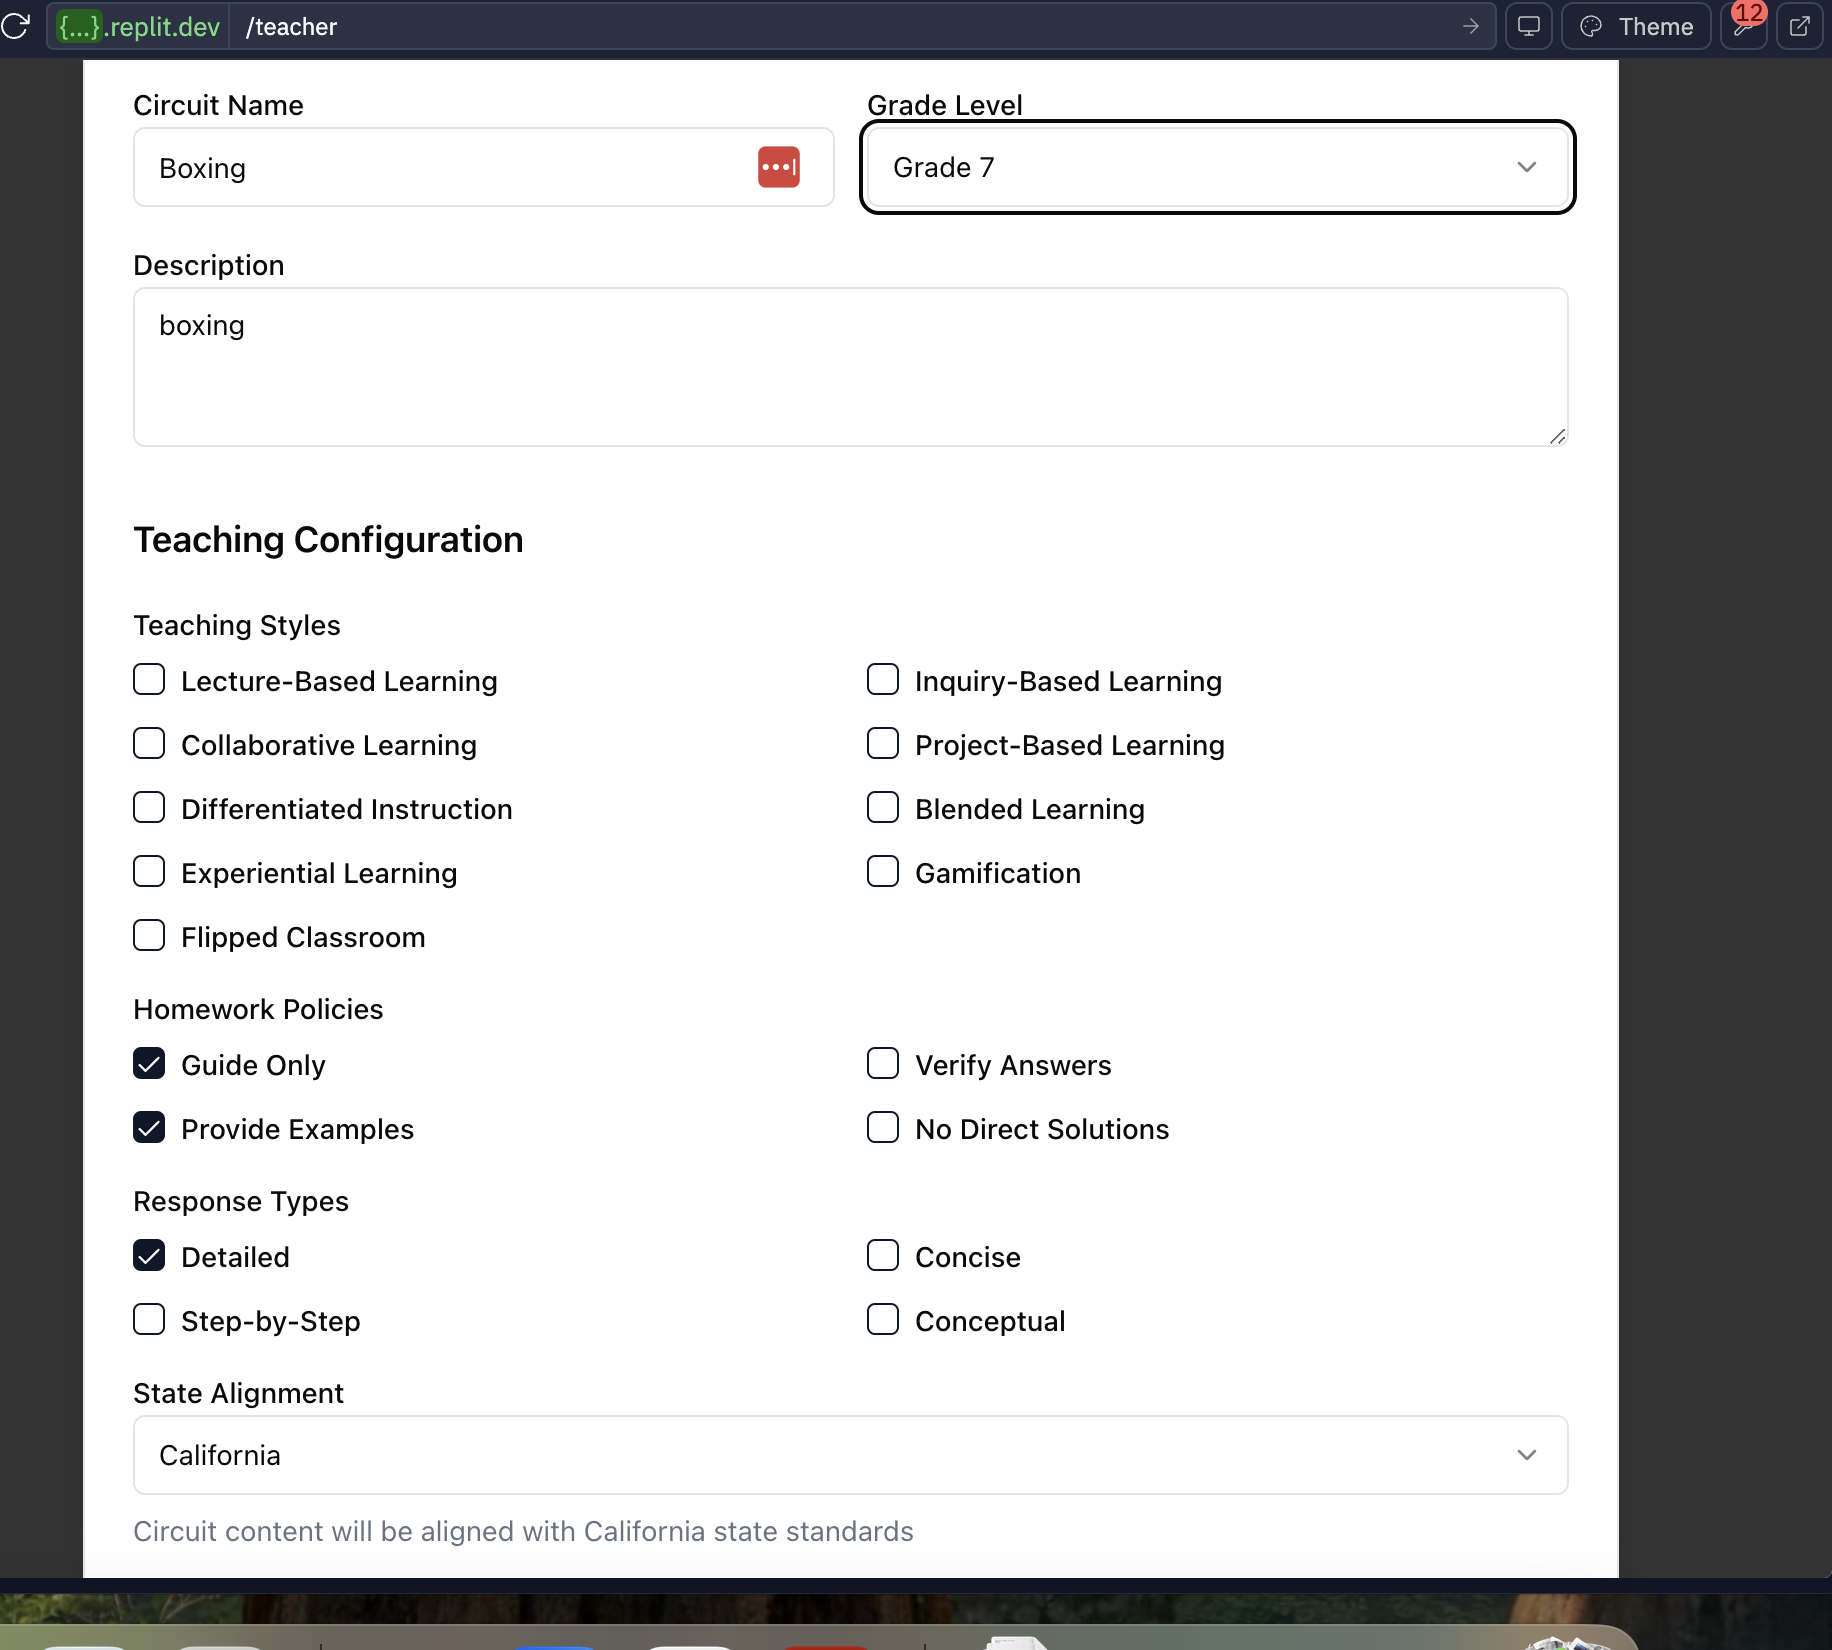 {...}.replit.dev /teacher Theme 12
Circuit Name Grade Level
Boxing Grade 7
Description
boxing
Teaching Configuration
Teaching Styles
Lecture-Based Learning Inquiry-Based Learning
Collaborative Learning Project-Based Learning
Differentiated Instruction Blended Learning
Experiential Learning Gamification
Flipped Classroom
Homework Policies
Guide Only Verify Answers
Provide Examples No Direct Solutions
Response Types
Detailed Concise
Step-by-Step Conceptual
State Alignment
California
Circuit content will be aligned with California state standards